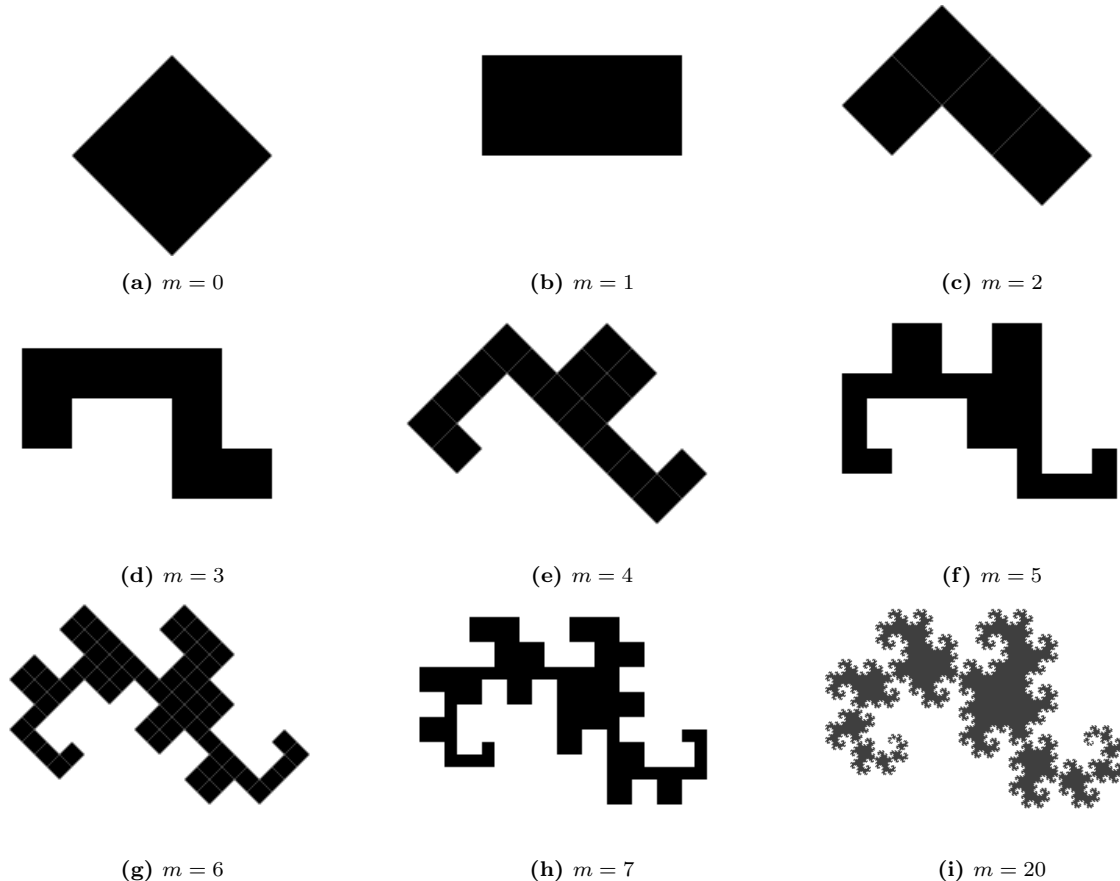 (a) m = 0
(b) m = 1
(c) m = 2
(d) m = 3
(e) m = 4
(f) m = 5
(g) m = 6
(h) m = 7
(i) m = 20